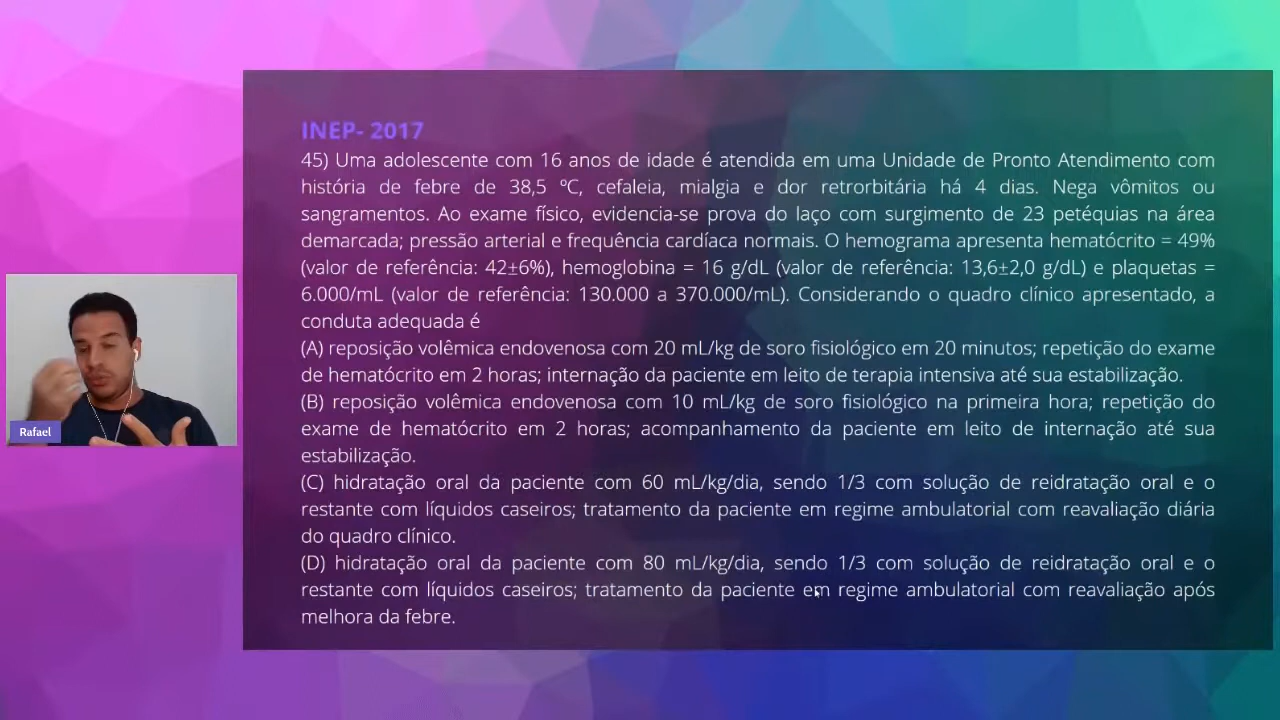 INEP- 2017
45) Uma adolescente com 16 anos de idade é atendida em uma Unidade de Pronto Atendimento com
história de febre de 38,5 ºC, cefaleia, mialgia e dor retrorbitária há 4 dias. Nega vômitos ou
sangramentos. Ao exame físico, evidencia-se prova do laço com surgimento de 23 petéquias na área
demarcada; pressão arterial e frequência cardíaca normais. O hemograma apresenta hematócrito = 49%
(valor de referência: 42±6%), hemoglobina = 16 g/dL (valor de referência: 13,6±2,0 g/dL) e plaquetas =
6.000/mL (valor de referência: 130.000 a 370.000/mL). Considerando o quadro clínico apresentado, a
conduta adequada é
(A) reposição volêmica endovenosa com 20 mL/kg de soro fisiológico em 20 minutos; repetição do exame
de hematócrito em 2 horas; internação da paciente em leito de terapia intensiva até sua estabilização.
(B) reposição volêmica endovenosa com 10 mL/kg de soro fisiológico na primeira hora; repetição do
exame de hematócrito em 2 horas; acompanhamento da paciente em leito de internação até sua
estabilização.
(C) hidratação oral da paciente com 60 mL/kg/dia, sendo 1/3 com solução de reidratação oral e o
restante com líquidos caseiros; tratamento da paciente em regime ambulatorial com reavaliação diária
do quadro clínico.
(D) hidratação oral da paciente com 80 mL/kg/dia, sendo 1/3 com solução de reidratação oral e o
restante com líquidos caseiros; tratamento da paciente em regime ambulatorial com reavaliação após
melhora da febre.
Rafael